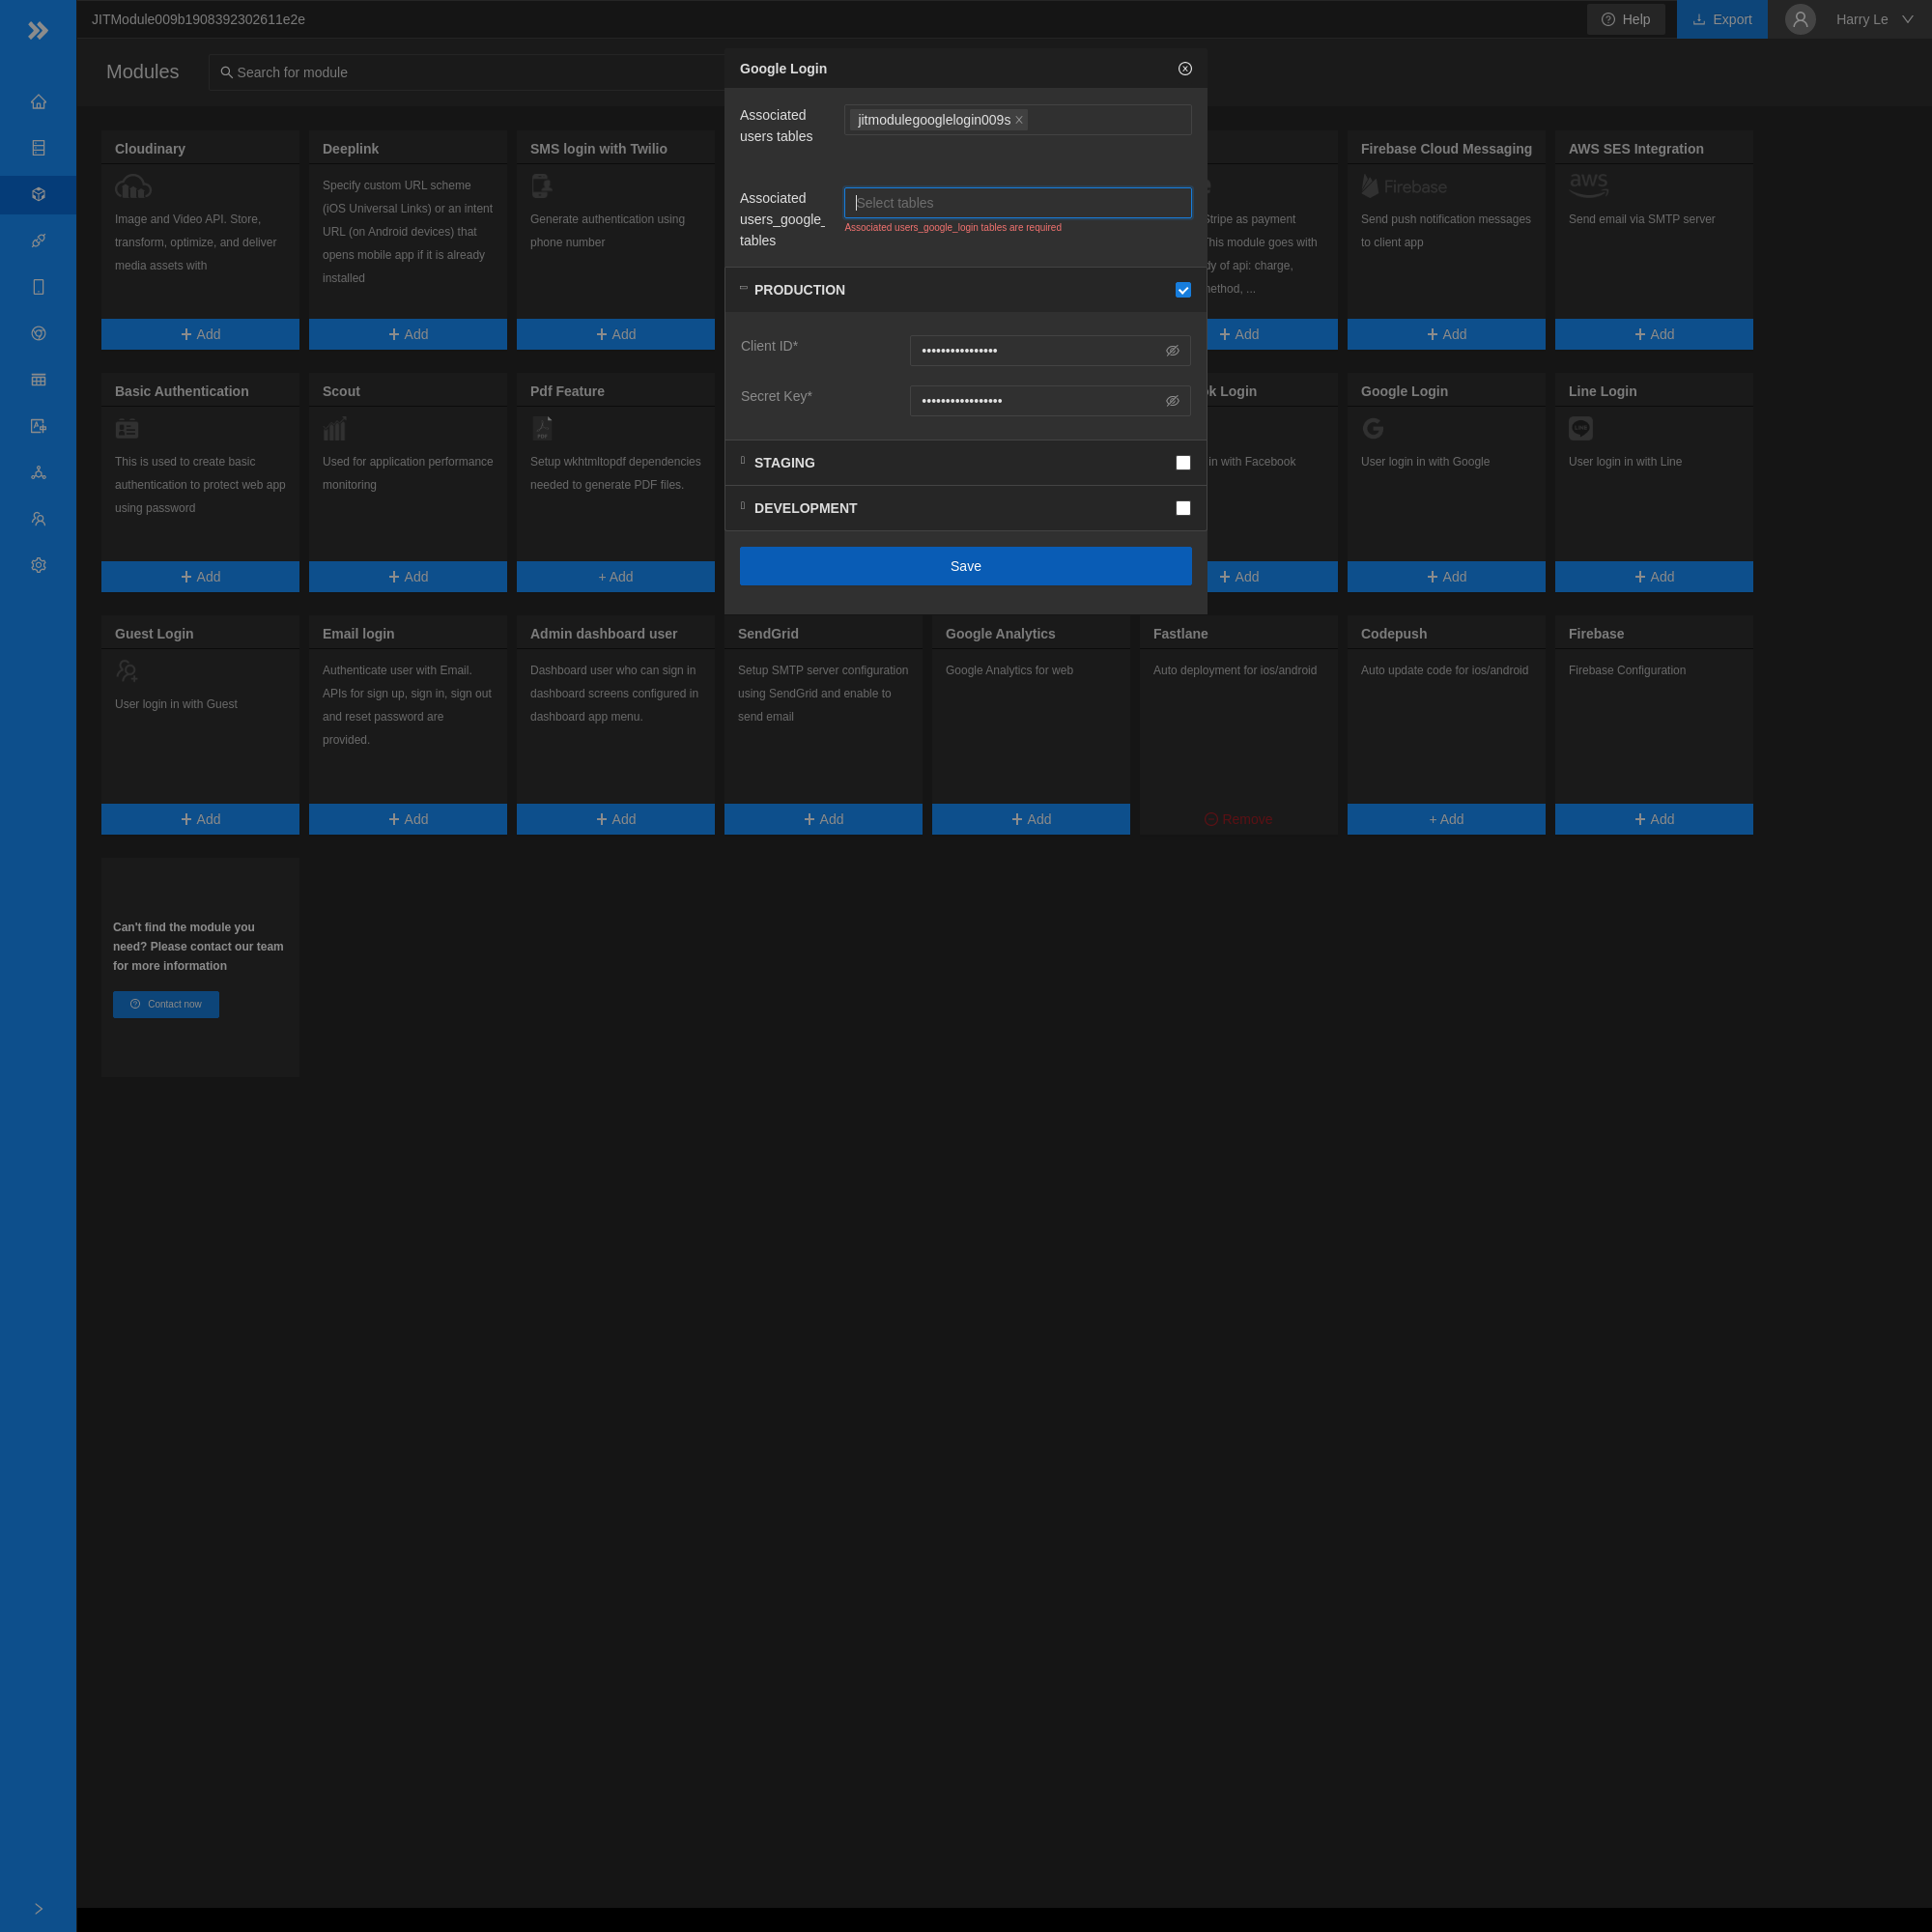 JITModule009b1908392302611e2e
Help
Export
Harry Le
Modules
Search for module
Google Login
Associated
users tables
jitmodulegooglelogin009s
Associated
users_google_
tables
Select tables
Associated users_google_login tables are required
PRODUCTION
Client ID*
••••••••••••••••
Secret Key*
•••••••••••••••••
STAGING
DEVELOPMENT
Save
Cloudinary
Image and Video API. Store,
transform, optimize, and deliver
media assets with
Add
Deeplink
Specify custom URL scheme
(iOS Universal Links) or an intent
URL (on Android devices) that
opens mobile app if it is already
installed
Add
SMS login with Twilio
Generate authentication using
phone number
Add
Stripe as payment
This module goes with
dy of api: charge,
method, ...
Add
Firebase Cloud Messaging
Firebase
Send push notification messages
to client app
Add
AWS SES Integration
aws
Send email via SMTP server
Add
Basic Authentication
This is used to create basic
authentication to protect web app
using password
Add
Scout
Used for application performance
monitoring
Add
Pdf Feature
PDF
Setup wkhtmltopdf dependencies
needed to generate PDF files.
+ Add
k Login
in with Facebook
Add
Google Login
G
User login in with Google
Add
Line Login
LINE
User login in with Line
Add
Guest Login
User login in with Guest
Add
Email login
Authenticate user with Email.
APIs for sign up, sign in, sign out
and reset password are
provided.
Add
Admin dashboard user
Dashboard user who can sign in
dashboard screens configured in
dashboard app menu.
Add
SendGrid
Setup SMTP server configuration
using SendGrid and enable to
send email
Add
Google Analytics
Google Analytics for web
Add
Fastlane
Auto deployment for ios/android
Remove
Codepush
Auto update code for ios/android
+ Add
Firebase
Firebase Configuration
Add
Can't find the module you
need? Please contact our team
for more information
Contact now